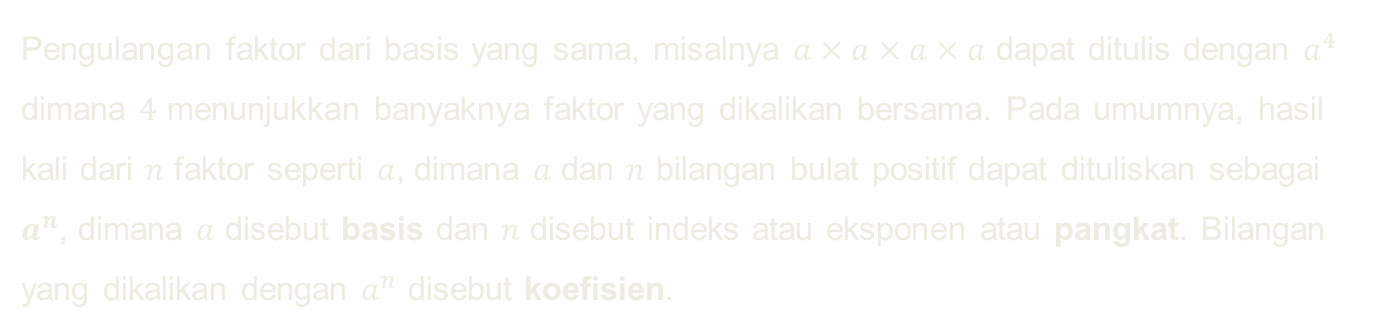 Pengulangan faktor dari basis yang sama, misalnya a × a × a × a dapat ditulis dengan a⁴
dimana 4 menunjukkan banyaknya faktor yang dikalikan bersama. Pada umumnya, hasil
kali dari n faktor seperti a, dimana a dan n bilangan bulat positif dapat dituliskan sebagai
aⁿ, dimana a disebut basis dan n disebut indeks atau eksponen atau pangkat. Bilangan
yang dikalikan dengan aⁿ disebut koefisien.